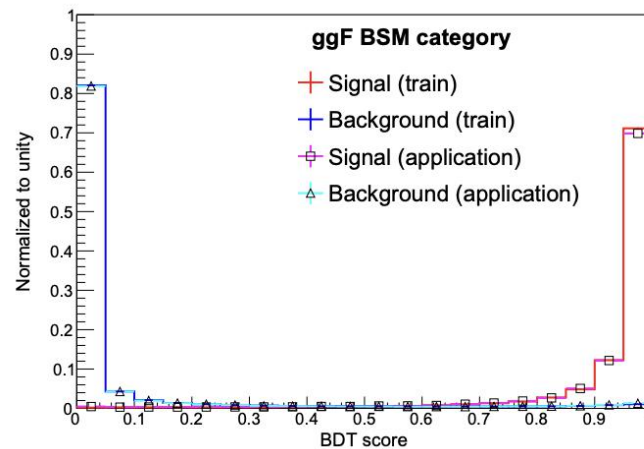 1
0.9
0.8
0.7
0.6
0.5
0.4
0.3
0.2
0.1
0
Normalized to unity
ggF BSM category
Signal (train)
Background (train)
Signal (application)
Background (application)
0 0.1 0.2 0.3 0.4 0.5 0.6 0.7 0.8 0.9
BDT score